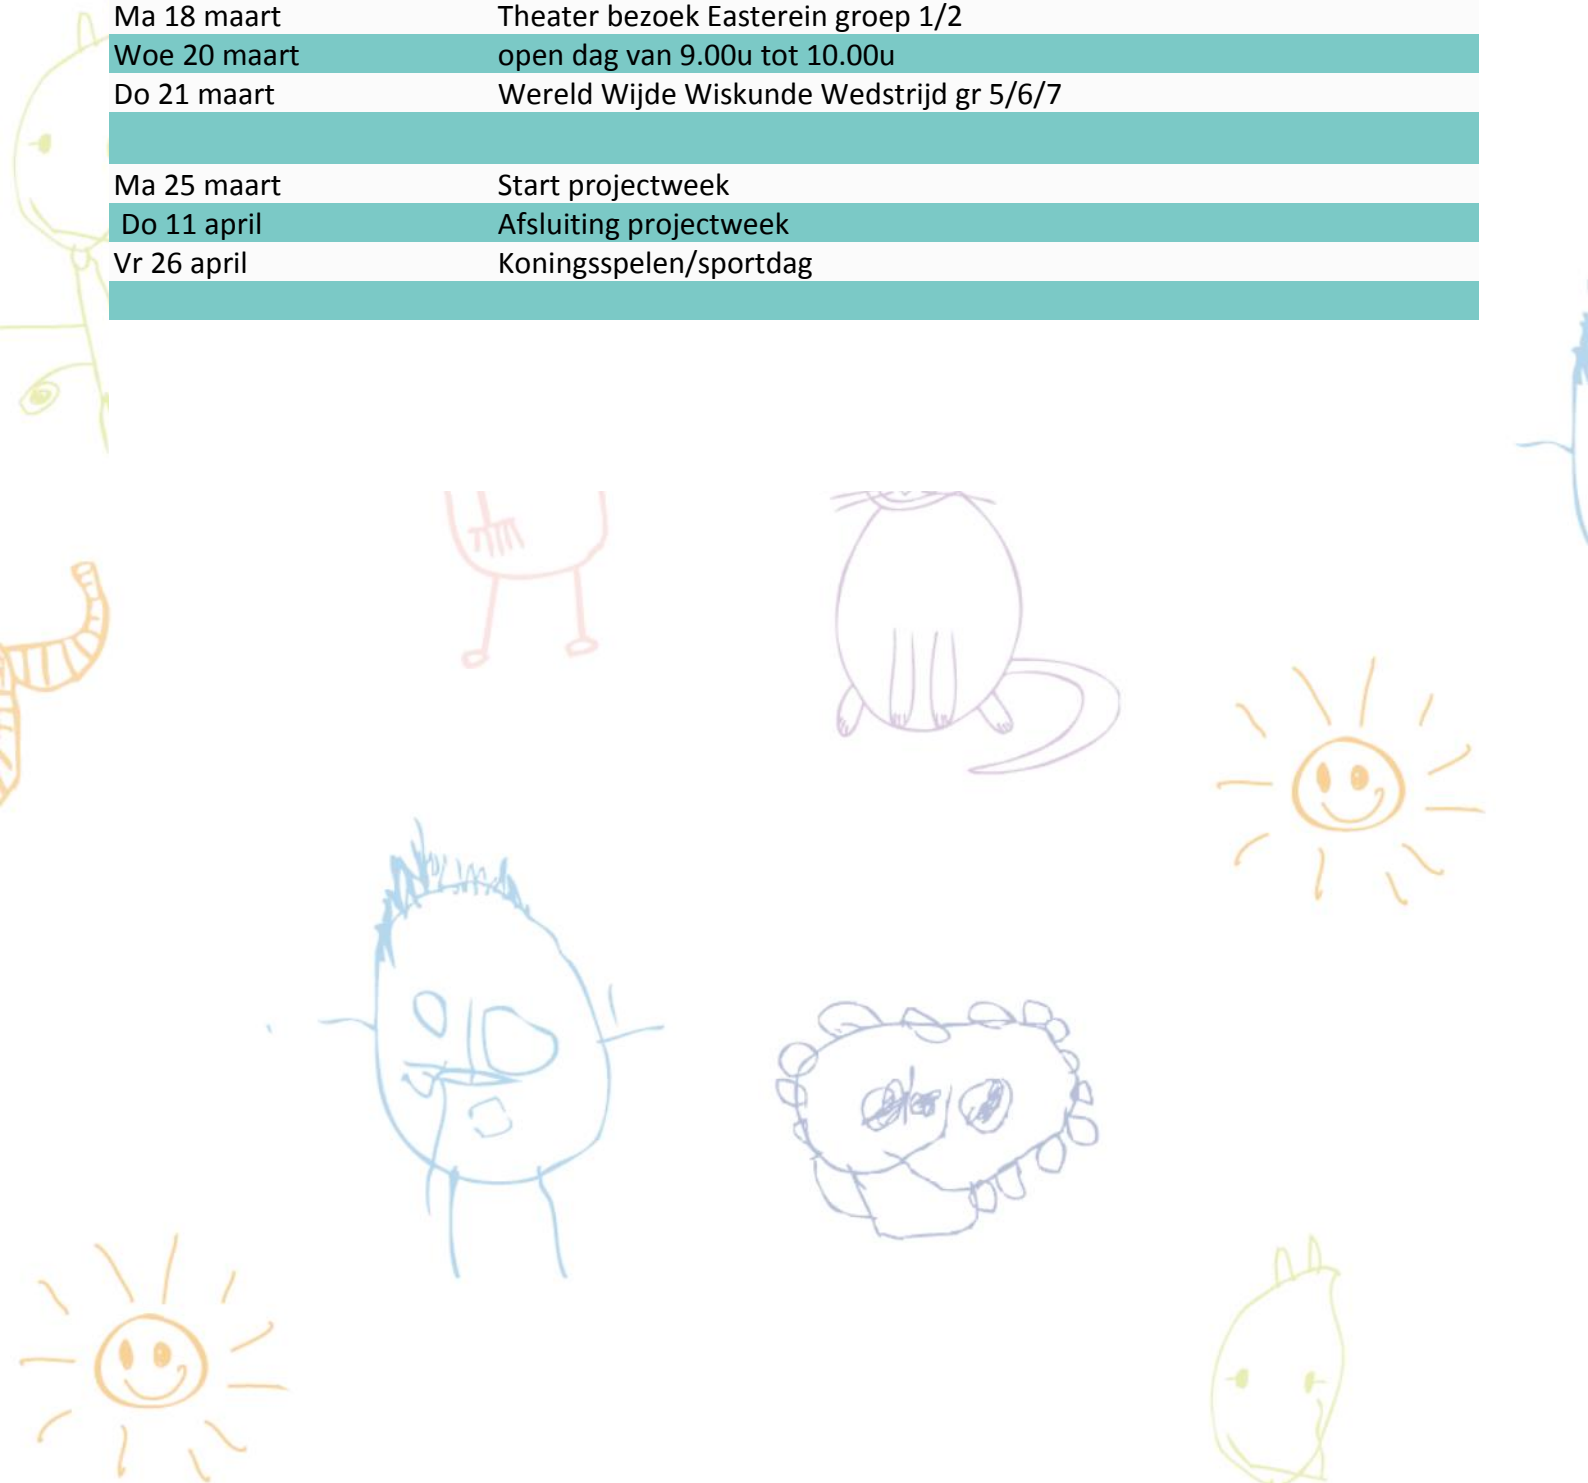 Ma 18 maart Theater bezoek Easterein groep 1/2
Woe 20 maart open dag van 9.00u tot 10.00u
Do 21 maart Wereld Wijde Wiskunde Wedstrijd gr 5/6/7
Ma 25 maart Start projectweek
Do 11 april Afsluiting projectweek
Vr 26 april Koningsspelen/sportdag